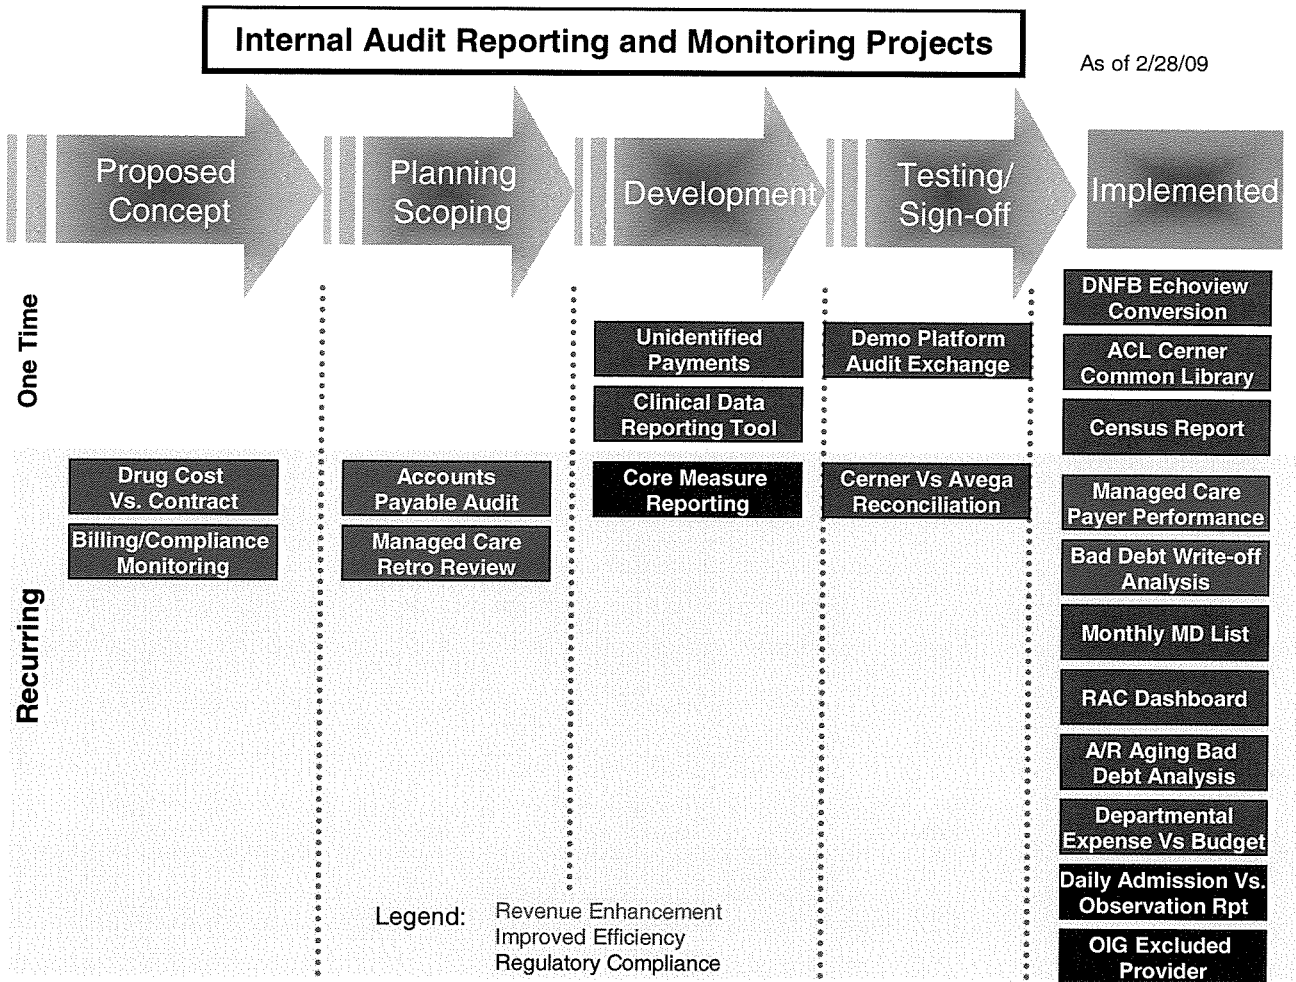 Internal Audit Reporting and Monitoring Projects
As of 2/28/09
Proposed
Concept
Planning
Scoping
Development
Testing/
Sign-off
Implemented
One Time
DNFB Echoview
Conversion
Unidentified
Payments
Demo Platform
Audit Exchange
ACL Cerner
Common Library
Clinical Data
Reporting Tool
Census Report
Recurring
Drug Cost
Vs. Contract
Accounts
Payable Audit
Core Measure
Reporting
Cerner Vs Avega
Reconciliation
Managed Care
Payer Performance
Billing/Compliance
Monitoring
Managed Care
Retro Review
Bad Debt Write-off
Analysis
Monthly MD List
RAC Dashboard
A/R Aging Bad
Debt Analysis
Departmental
Expense Vs Budget
Daily Admission Vs.
Observation Rpt
OIG Excluded
Provider
Legend:
Revenue Enhancement
Improved Efficiency
Regulatory Compliance